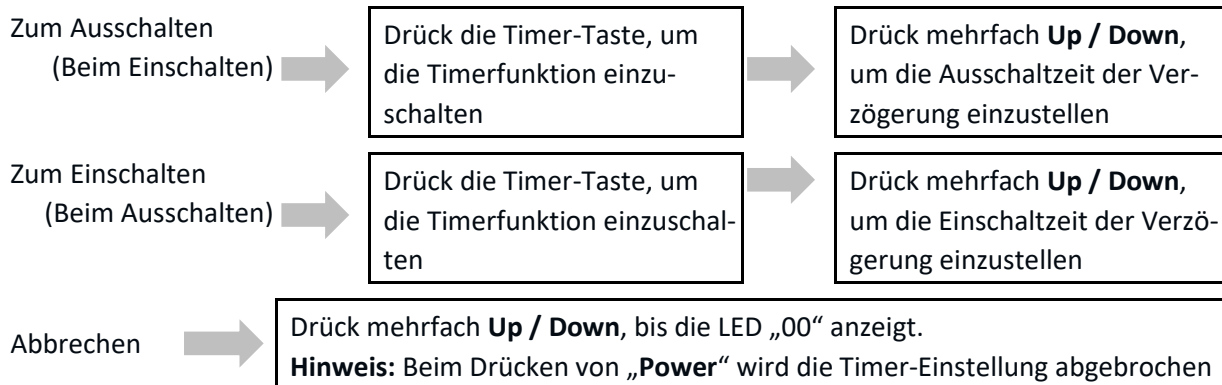 Zum Ausschalten
(Beim Einschalten)
Drück die Timer-Taste, um
die Timerfunktion einzu-
schalten
Drück mehrfach Up / Down,
um die Ausschaltzeit der Ver-
zögerung einzustellen
Zum Einschalten
(Beim Ausschalten)
Drück die Timer-Taste, um
die Timerfunktion einzuschal-
ten
Drück mehrfach Up / Down,
um die Einschaltzeit der Verzö-
gerung einzustellen
Abbrechen
Drück mehrfach Up / Down, bis die LED „00“ anzeigt.
Hinweis: Beim Drücken von „Power“ wird die Timer-Einstellung abgebrochen